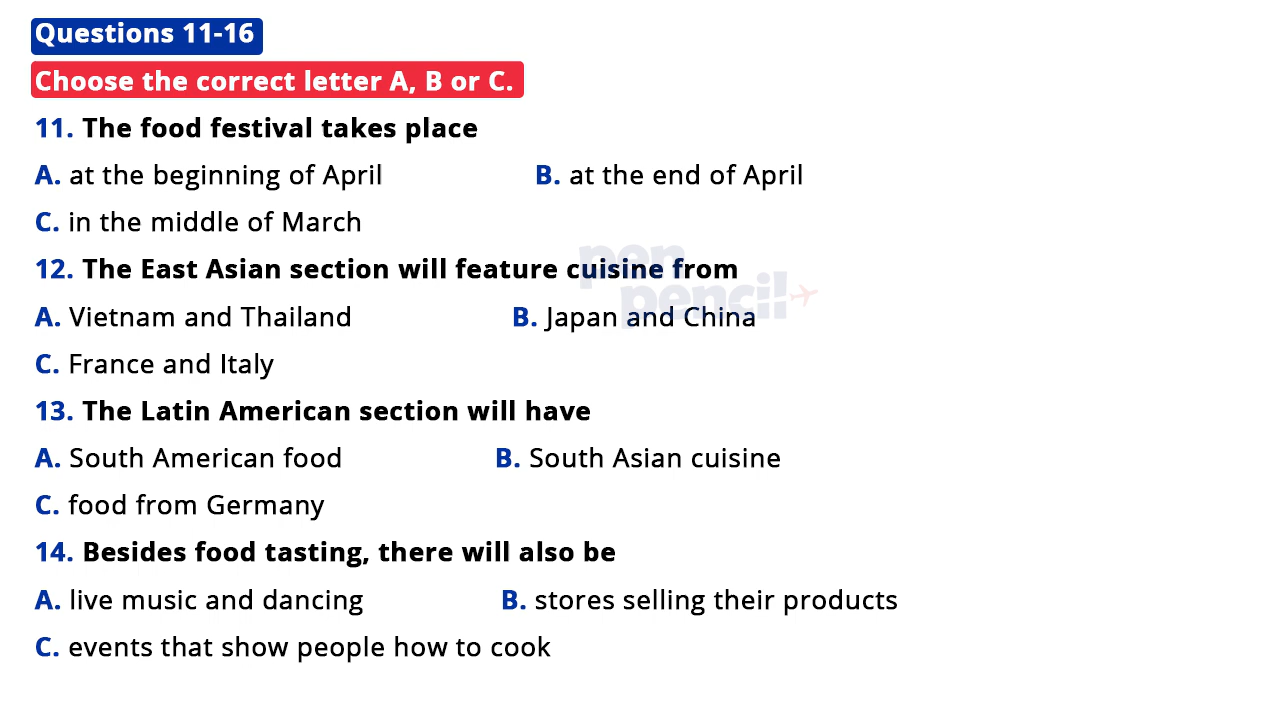 Questions 11-16
Choose the correct letter A, B or C.
11. The food festival takes place
A. at the beginning of April B. at the end of April
C. in the middle of March
12. The East Asian section will feature cuisine from
pen
pencil
A. Vietnam and Thailand B. Japan and China
C. France and Italy
13. The Latin American section will have
A. South American food B. South Asian cuisine
C. food from Germany
14. Besides food tasting, there will also be
A. live music and dancing B. stores selling their products
C. events that show people how to cook